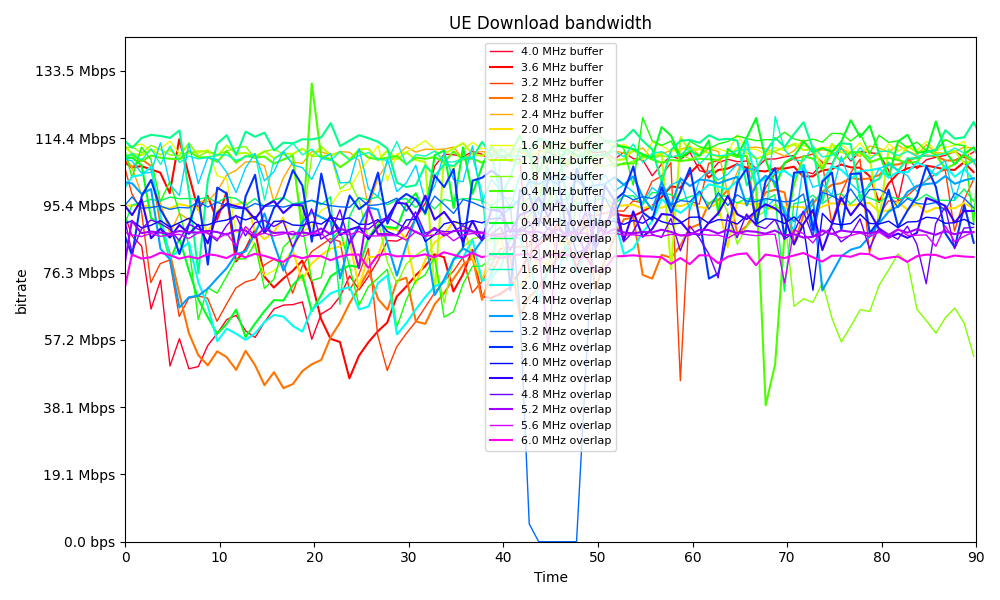 UE Download bandwidth
133.5 Mbps
114.4 Mbps
95.4 Mbps
76.3 Mbps
57.2 Mbps
38.1 Mbps
19.1 Mbps
0.0 bps
bitrate
4.0 MHz buffer
3.6 MHz buffer
3.2 MHz buffer
2.8 MHz buffer
2.4 MHz buffer
2.0 MHz buffer
1.6 MHz buffer
1.2 MHz buffer
0.8 MHz buffer
0.4 MHz buffer
0.0 MHz buffer
0.4 MHz overlap
0.8 MHz overlap
1.2 MHz overlap
1.6 MHz overlap
2.0 MHz overlap
2.4 MHz overlap
2.8 MHz overlap
3.2 MHz overlap
3.6 MHz overlap
4.0 MHz overlap
4.4 MHz overlap
4.8 MHz overlap
5.2 MHz overlap
5.6 MHz overlap
6.0 MHz overlap
0 10 20 30 40 50 60 70 80 90
Time